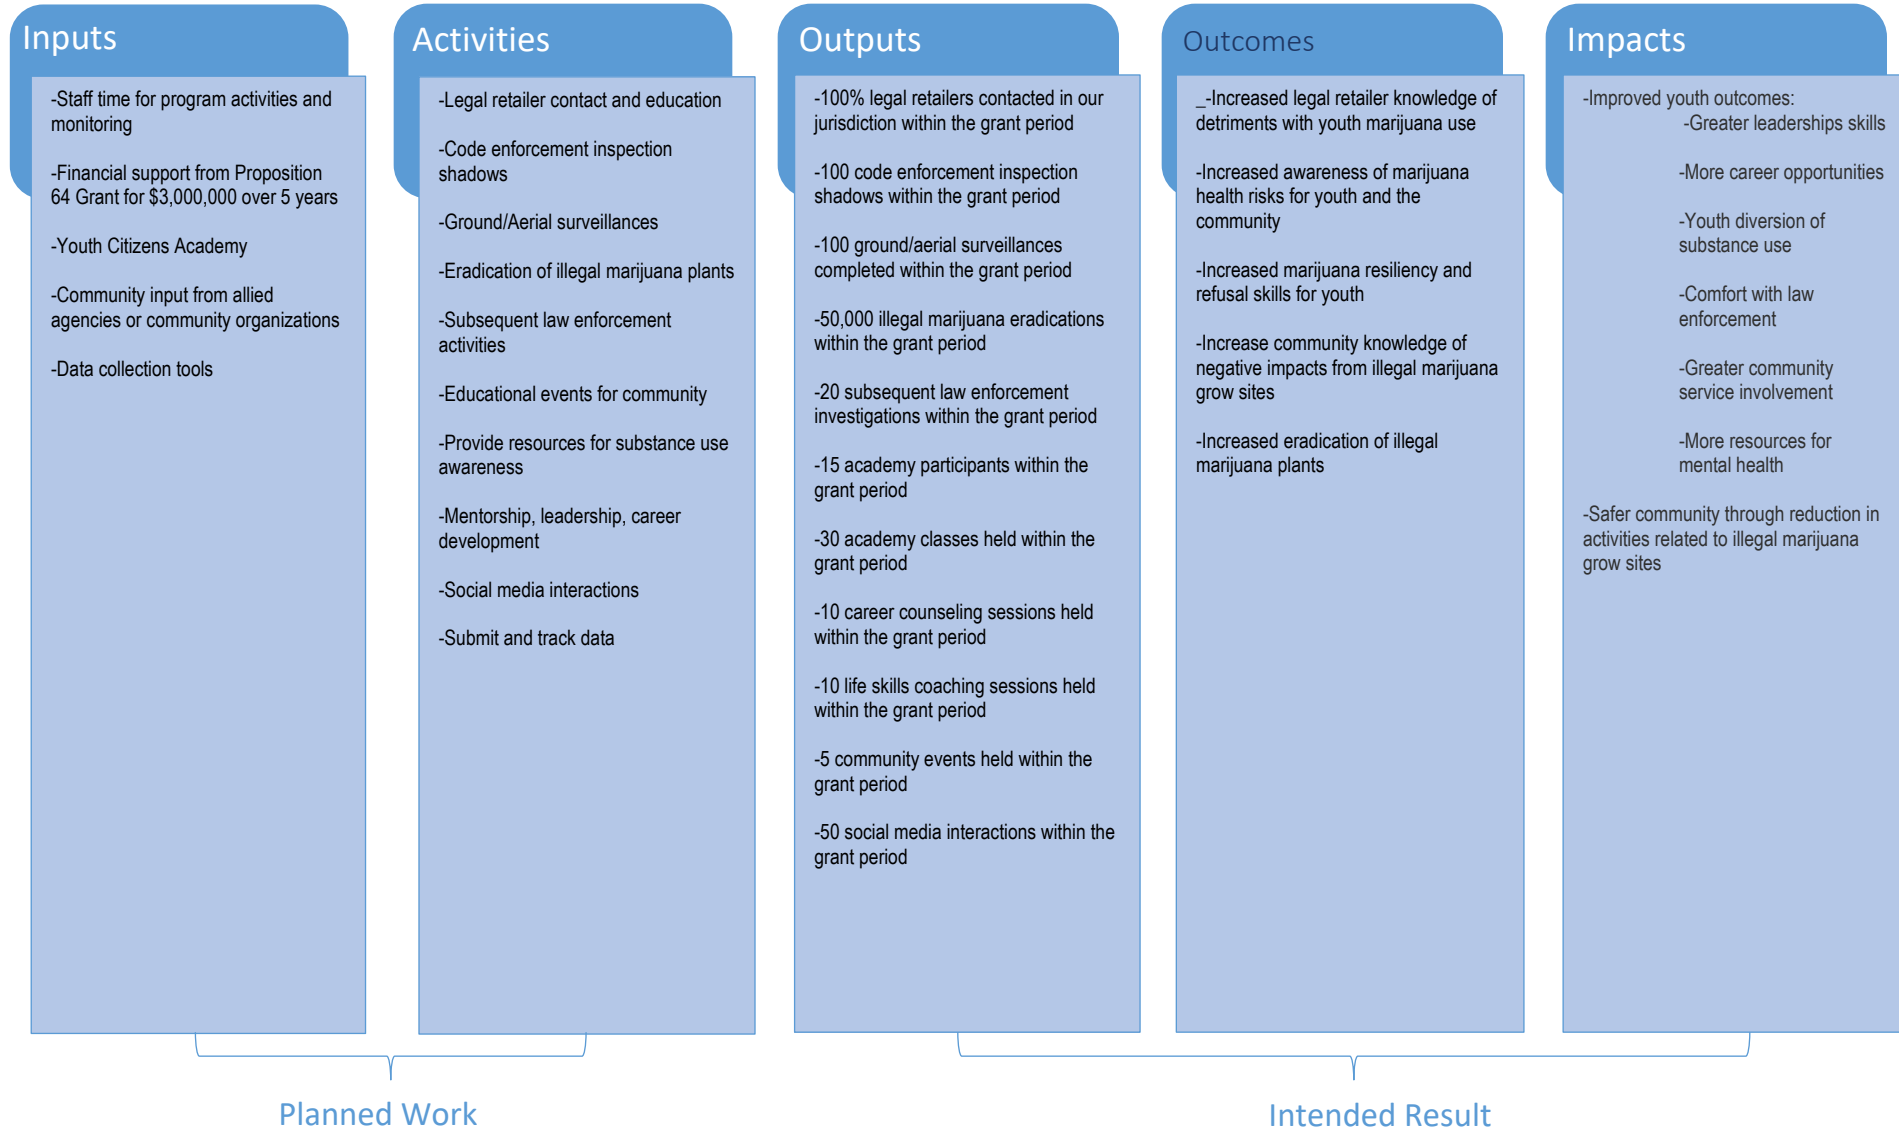 Inputs
-Staff time for program activities and
monitoring
-Financial support from Proposition
64 Grant for $3,000,000 over 5 years
-Youth Citizens Academy
-Community input from allied
agencies or community organizations
-Data collection tools
Activities
-Legal retailer contact and education
-Code enforcement inspection
shadows
-Ground/Aerial surveillances
-Eradication of illegal marijuana plants
-Subsequent law enforcement
activities
-Educational events for community
-Provide resources for substance use
awareness
-Mentorship, leadership, career
development
-Social media interactions
-Submit and track data
Outputs
-100% legal retailers contacted in our
jurisdiction within the grant period
-100 code enforcement inspection
shadows within the grant period
-100 ground/aerial surveillances
completed within the grant period
-50,000 illegal marijuana eradications
within the grant period
-20 subsequent law enforcement
investigations within the grant period
-15 academy participants within the
grant period
-30 academy classes held within the
grant period
-10 career counseling sessions held
within the grant period
-10 life skills coaching sessions held
within the grant period
-5 community events held within the
grant period
-50 social media interactions within the
grant period
Outcomes
_-Increased legal retailer knowledge of
detriments with youth marijuana use
-Increased awareness of marijuana
health risks for youth and the
community
-Increased marijuana resiliency and
refusal skills for youth
-Increase community knowledge of
negative impacts from illegal marijuana
grow sites
-Increased eradication of illegal
marijuana plants
Impacts
-Improved youth outcomes:
-Greater leaderships skills
-More career opportunities
-Youth diversion of
substance use
-Comfort with law
enforcement
-Greater community
service involvement
-More resources for
mental health
-Safer community through reduction in
activities related to illegal marijuana
grow sites
Planned Work
Intended Result